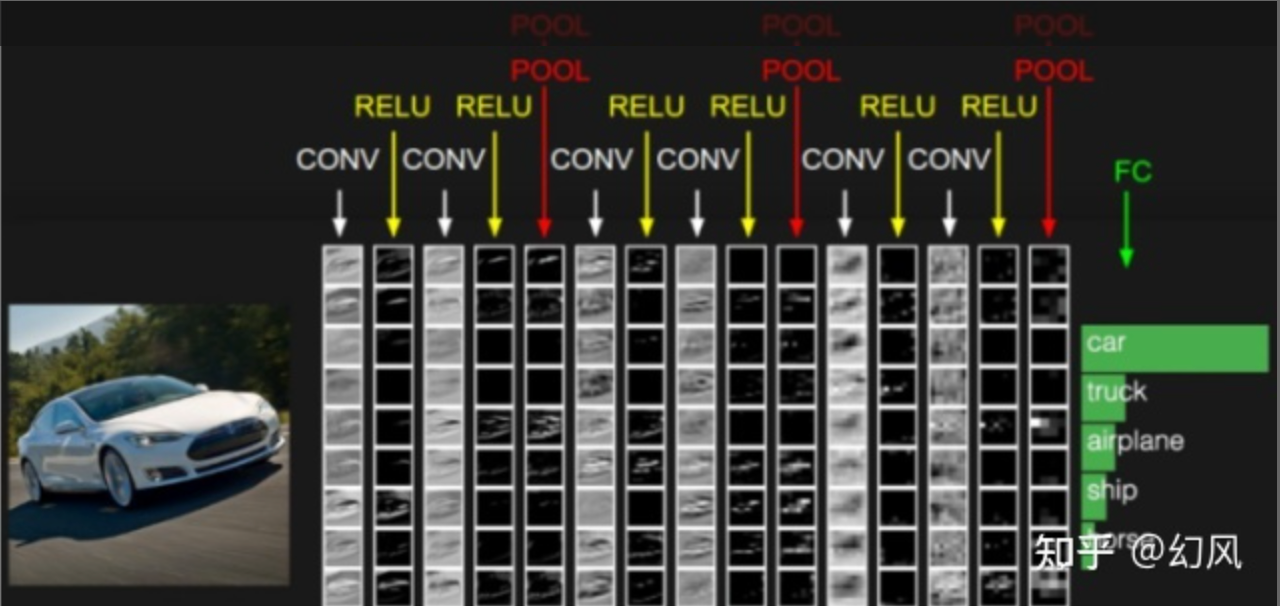 POOL POOL POOL
POOL POOL POOL
RELU RELU RELU RELU RELU RELU
CONV CONV CONV CONV CONV CONV
FC
car
truck
airplane
ship
horse
知乎 @幻风